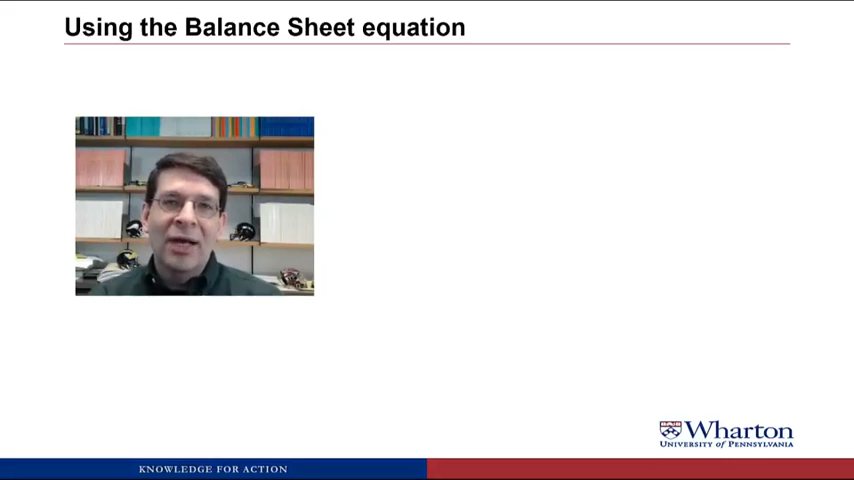 Using the Balance Sheet equation
Wharton
UNIVERSITY of PENNSYLVANIA
KNOWLEDGE FOR ACTION